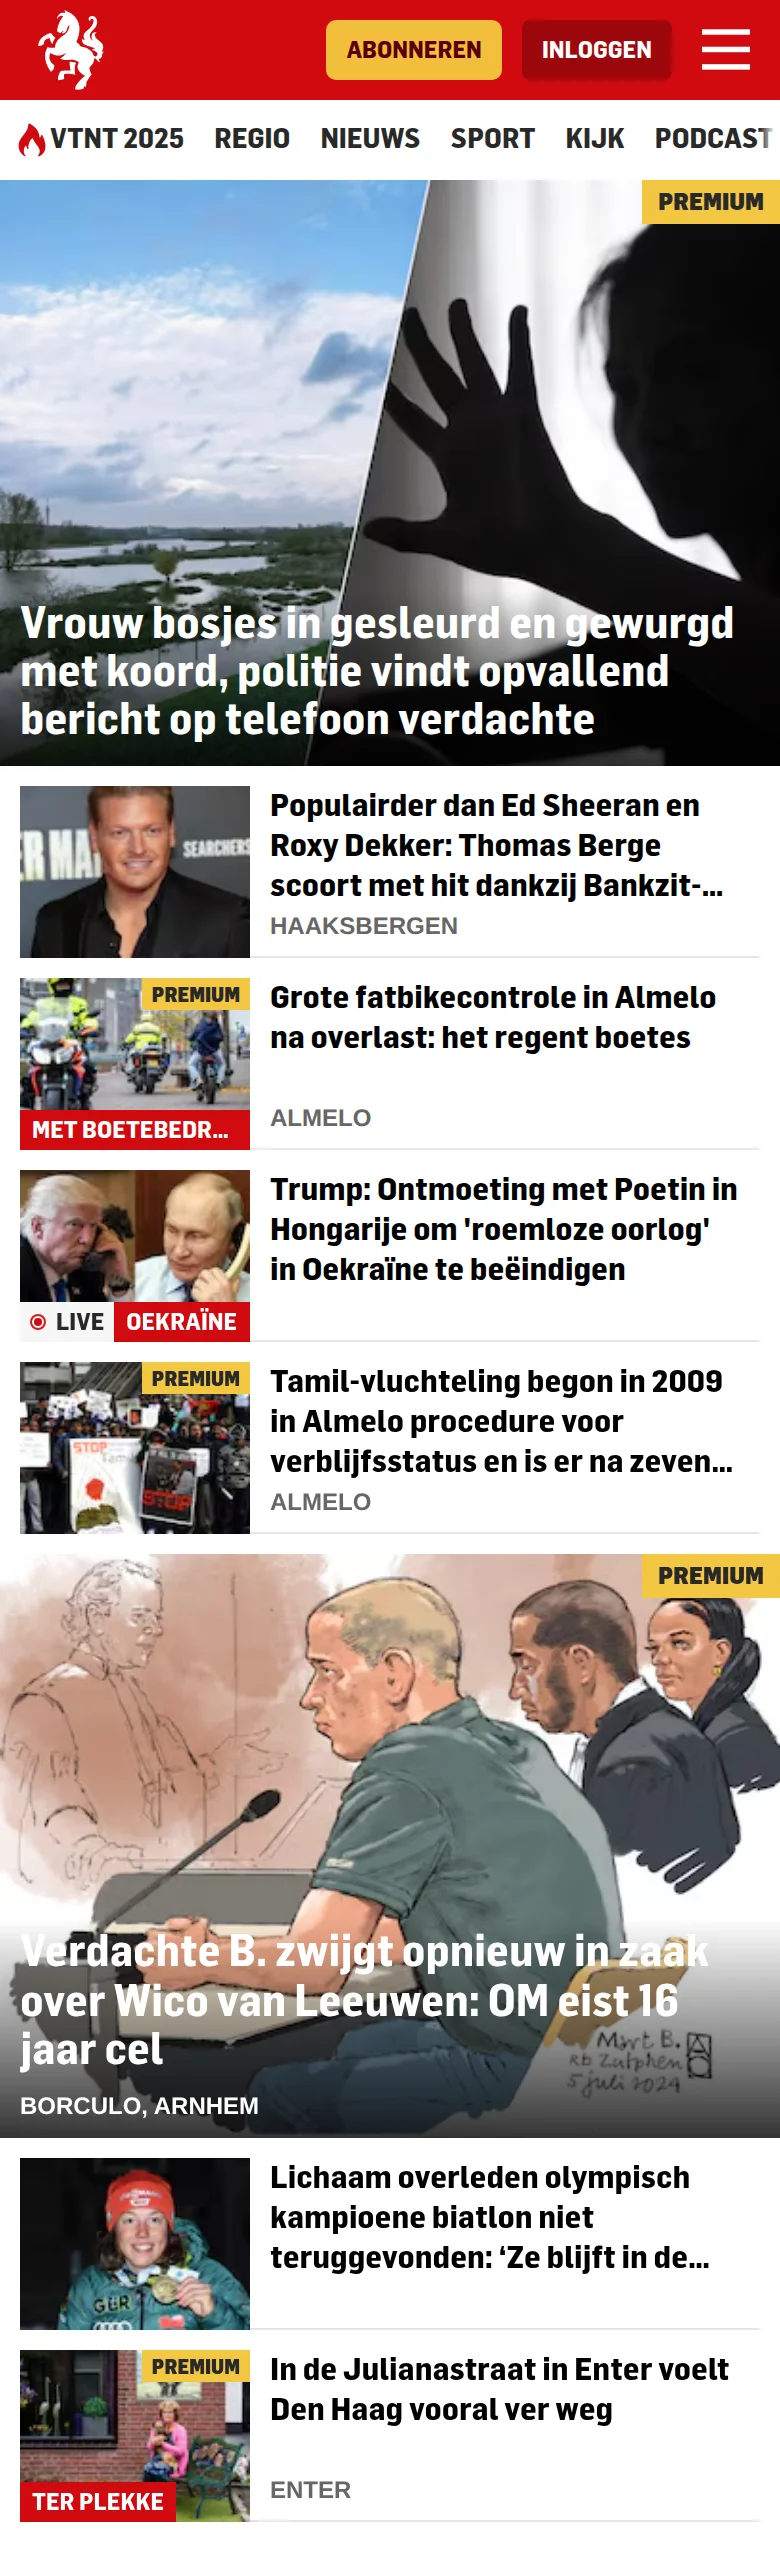 ABONNEREN
INLOGGEN
VTNT 2025 REGIO NIEUWS SPORT KIJK PODCAST
PREMIUM
Vrouw bosjes in gesleurd en gewurgd
met koord, politie vindt opvallend
bericht op telefoon verdachte
ER MA
SEARCHERS
Populairder dan Ed Sheeran en
Roxy Dekker: Thomas Berge
scoort met hit dankzij Bankzit-...
HAAKSBERGEN
PREMIUM
MET BOETEBEDR...
Grote fatbikecontrole in Almelo
na overlast: het regent boetes
ALMELO
LIVE OEKRAÏNE
Trump: Ontmoeting met Poetin in
Hongarije om 'roemloze oorlog'
in Oekraïne te beëindigen
PREMIUM
STOP
STOP
Tamil-vluchteling begon in 2009
in Almelo procedure voor
verblijfsstatus en is er na zeven...
ALMELO
PREMIUM
Verdachte B. zwijgt opnieuw in zaak
over Wico van Leeuwen: OM eist 16
jaar cel
Mart B.
Rb Zutphen
5 juli 2024
BORCULO, ARNHEM
GER
Lichaam overleden olympisch
kampioene biatlon niet
teruggevonden: ‘Ze blijft in de...
PREMIUM
TER PLEKKE
In de Julianastraat in Enter voelt
Den Haag vooral ver weg
ENTER